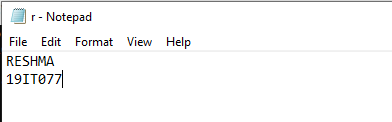 r - Notepad
File Edit Format View Help
RESHMA
19IT077